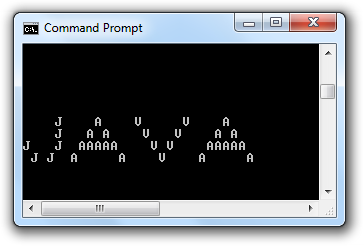 Command Prompt
    J    A     V     V    A
    J   A A     V   V    A A
J   J  AAAAA     V V    AAAAA
 J J  A     A     V    A     A